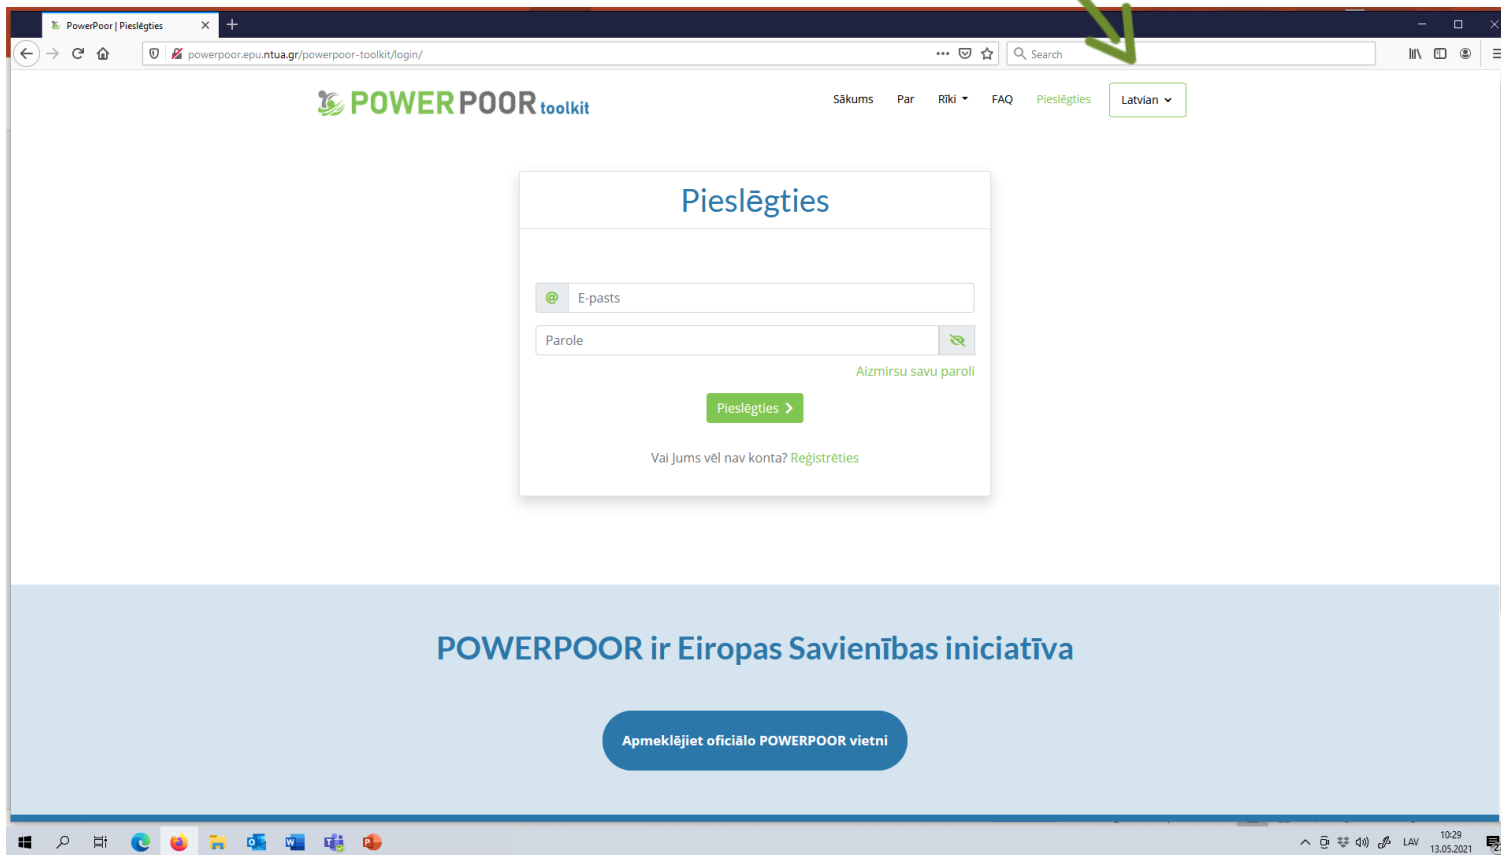 PowerPoor | Pieslēgties
powerpoor.epu.ntua.gr/powerpoor-toolkit/login/
Search
POWERPOOR toolkit
Sākums Par Rīki FAQ Pieslēgties Latvian
Pieslēgties
@ E-pasts
Parole
Aizmirsu savu paroli
Pieslēgties
Vai Jums vēl nav konta? Reģistrēties
POWERPOOR ir Eiropas Savienības iniciatīva
Apmeklējiet oficiālo POWERPOOR vietni
LAV
10:29
13.05.2021